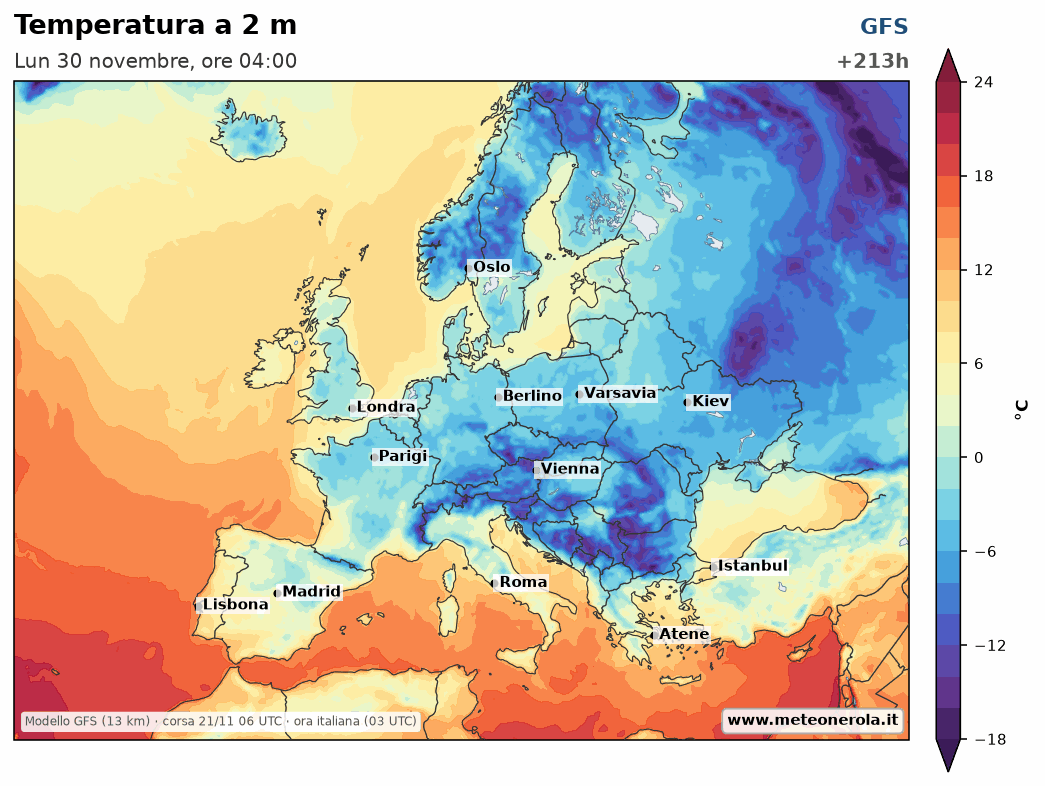 Temperatura a 2 m
GFS
Lun 30 novembre, ore 04:00
+213h
24
18
12
6
0
−6
−12
−18
°C
Oslo
Londra
Berlino
Varsavia
Kiev
Parigi
Vienna
Istanbul
Roma
Madrid
Lisbona
Atene
Modello GFS (13 km) · corsa 21/11 06 UTC · ora italiana (03 UTC)
www.meteonerola.it